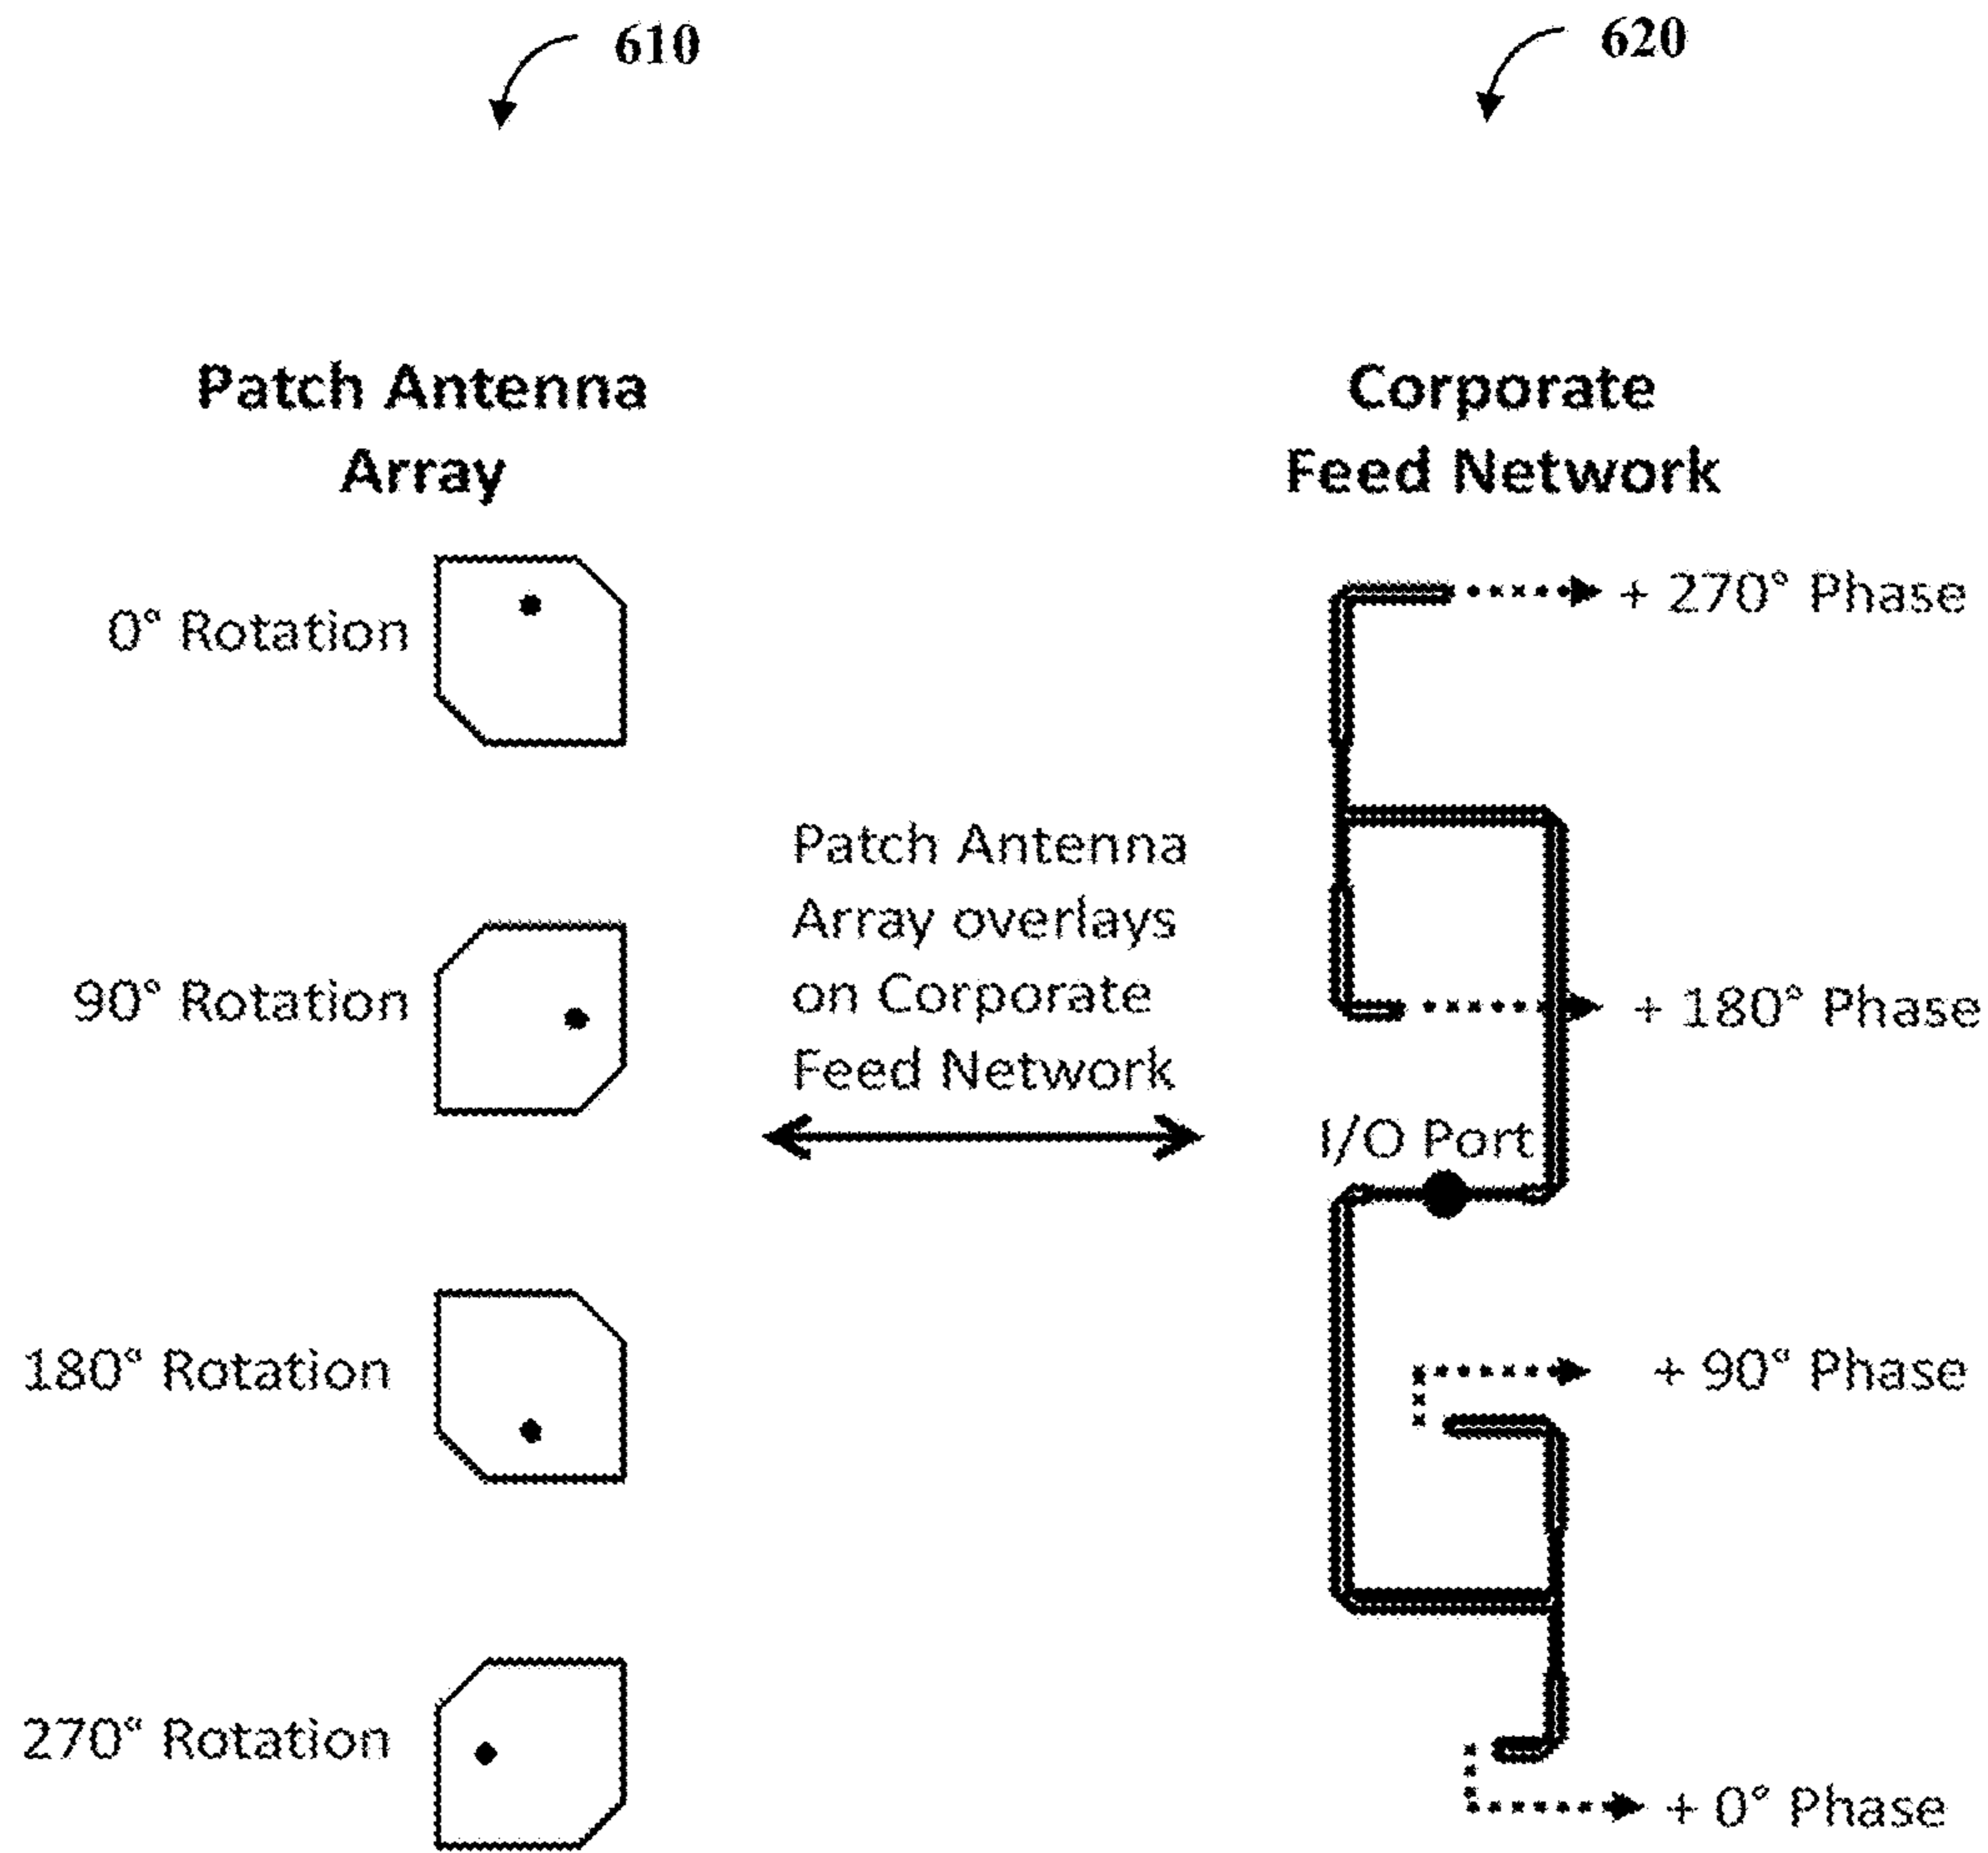 610
620
Patch Antenna
Array
Corporate
Feed Network
0° Rotation
+ 270° Phase
90° Rotation
Patch Antenna
Array overlays
on Corporate
Feed Network
+ 180° Phase
I/O Port
180° Rotation
+ 90° Phase
270° Rotation
+ 0° Phase